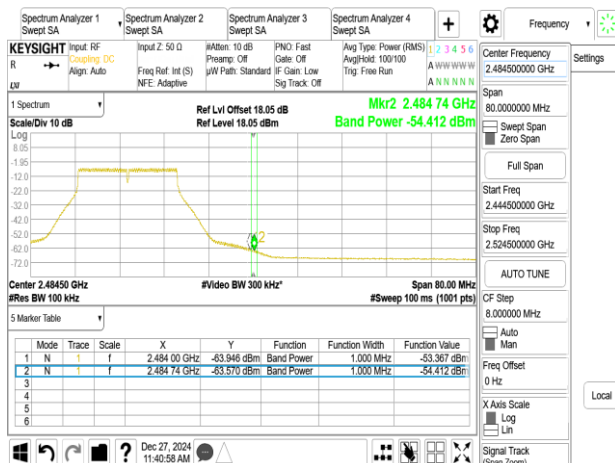 Spectrum Analyzer 1
Swept SA
Spectrum Analyzer 2
Swept SA
Spectrum Analyzer 3
Swept SA
Spectrum Analyzer 4
Swept SA
+
Frequency
KEYSIGHT
R
LXI
Input: RF
Coupling: DC
Align: Auto
Input Z: 50 Ω
Freq Ref: Int (S)
NFE: Adaptive
#Atten: 10 dB
Preamp: Off
µW Path: Standard
PNO: Fast
Gate: Off
IF Gain: Low
Sig Track: Off
Avg Type: Power (RMS)
Avg|Hold: 100/100
Trig: Free Run
1 2 3 4 5 6
A W W W W W
A N N N N N
1 Spectrum
Scale/Div 10 dB
Ref Lvl Offset 18.05 dB
Ref Level 18.05 dBm
Mkr2 2.484 74 GHz
Band Power -54.412 dBm
Log
8.05
-1.95
-12.0
-22.0
-32.0
-42.0
-52.0
-62.0
-72.0
2
Center 2.48450 GHz
#Res BW 100 kHz
#Video BW 300 kHz*
Span 80.00 MHz
#Sweep 100 ms (1001 pts)
5 Marker Table
Mode Trace Scale X Y Function Function Width Function Value
1 N 1 f 2.484 00 GHz -63.946 dBm Band Power 1.000 MHz -53.367 dBm
2 N 1 f 2.484 74 GHz -63.570 dBm Band Power 1.000 MHz -54.412 dBm
3
4
5
6
?
Dec 27, 2024
11:40:58 AM
Center Frequency
2.484500000 GHz
Span
80.0000000 MHz
Swept Span
Zero Span
Full Span
Start Freq
2.444500000 GHz
Stop Freq
2.524500000 GHz
AUTO TUNE
CF Step
8.000000 MHz
Auto
Man
Freq Offset
0 Hz
X Axis Scale
Log
Lin
Signal Track
(Span Zoom)
Settings
Local